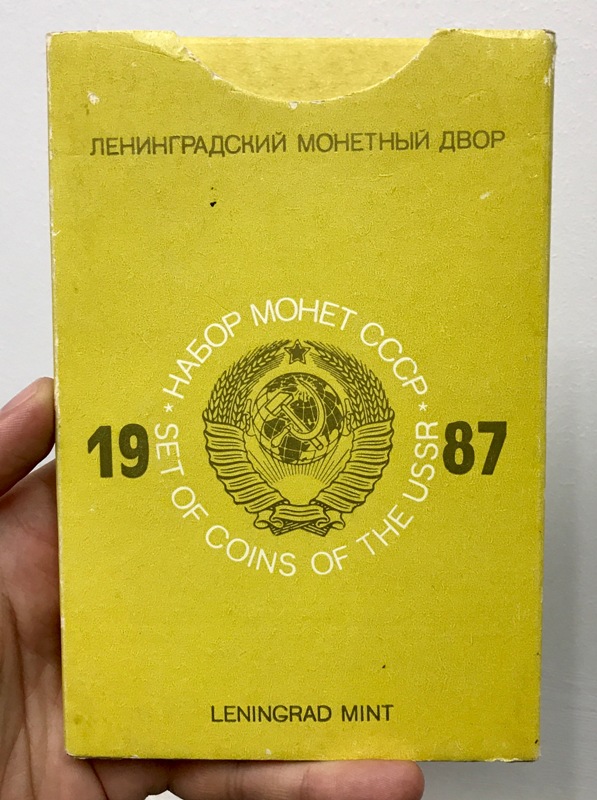 ЛЕНИНГРАДСКИЙ МОНЕТНЫЙ ДВОР
* НАБОР МОНЕТ СССР *
19 87
SET OF COINS OF THE USSR
LENINGRAD MINT